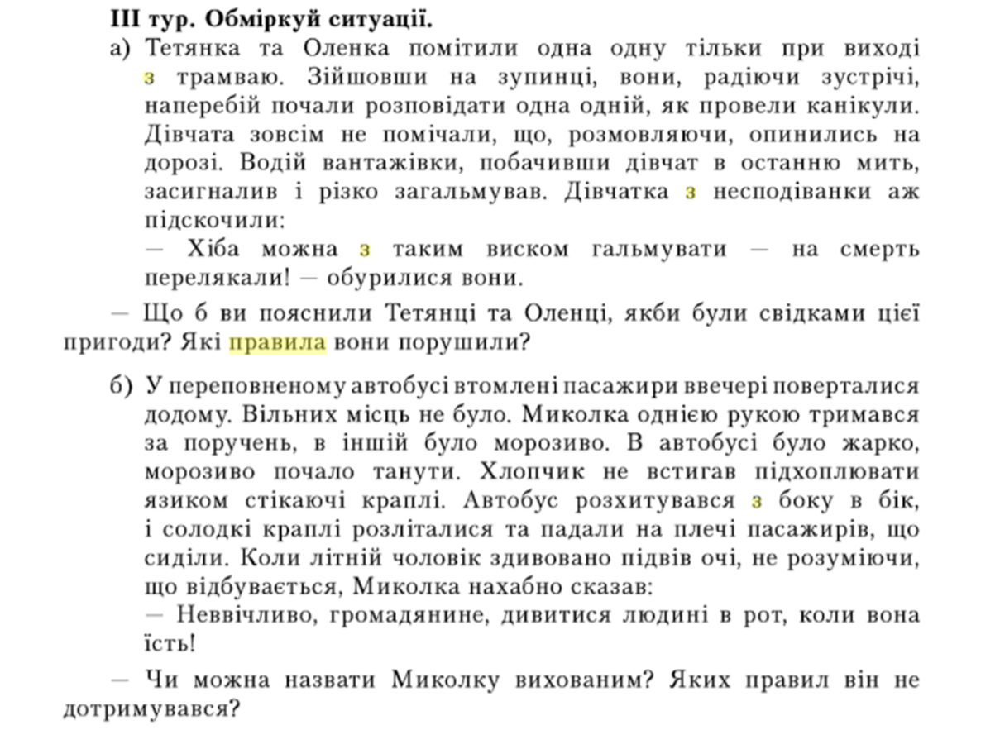 ІІІ тур. Обміркуй ситуації.
а) Тетянка та Оленка помітили одна одну тільки при виході
з трамваю. Зійшовши на зупинці, вони, радіючи зустрічі,
наперебій почали розповідати одна одній, як провели канікули.
Дівчата зовсім не помічали, що, розмовляючи, опинились на
дорозі. Водій вантажівки, побачивши дівчат в останню мить,
засигналив і різко загальмував. Дівчатка з несподіванки аж
підскочили:
— Хіба можна з таким виском гальмувати — на смерть
перелякали! — обурилися вони.
— Що б ви пояснили Тетянці та Оленці, якби були свідками цієї
пригоди? Які правила вони порушили?
б) У переповненому автобусі втомлені пасажири ввечері поверталися
додому. Вільних місць не було. Миколка однією рукою тримався
за поручень, в іншій було морозиво. В автобусі було жарко,
морозиво почало танути. Хлопчик не встигав підхоплювати
язиком стікаючі краплі. Автобус розхитувався з боку в бік,
і солодкі краплі розліталися та падали на плечі пасажирів, що
сиділи. Коли літній чоловік здивовано підвів очі, не розуміючи,
що відбувається, Миколка нахабно сказав:
— Неввічливо, громадянине, дивитися людині в рот, коли вона
їсть!
— Чи можна назвати Миколку вихованим? Яких правил він не
дотримувався?